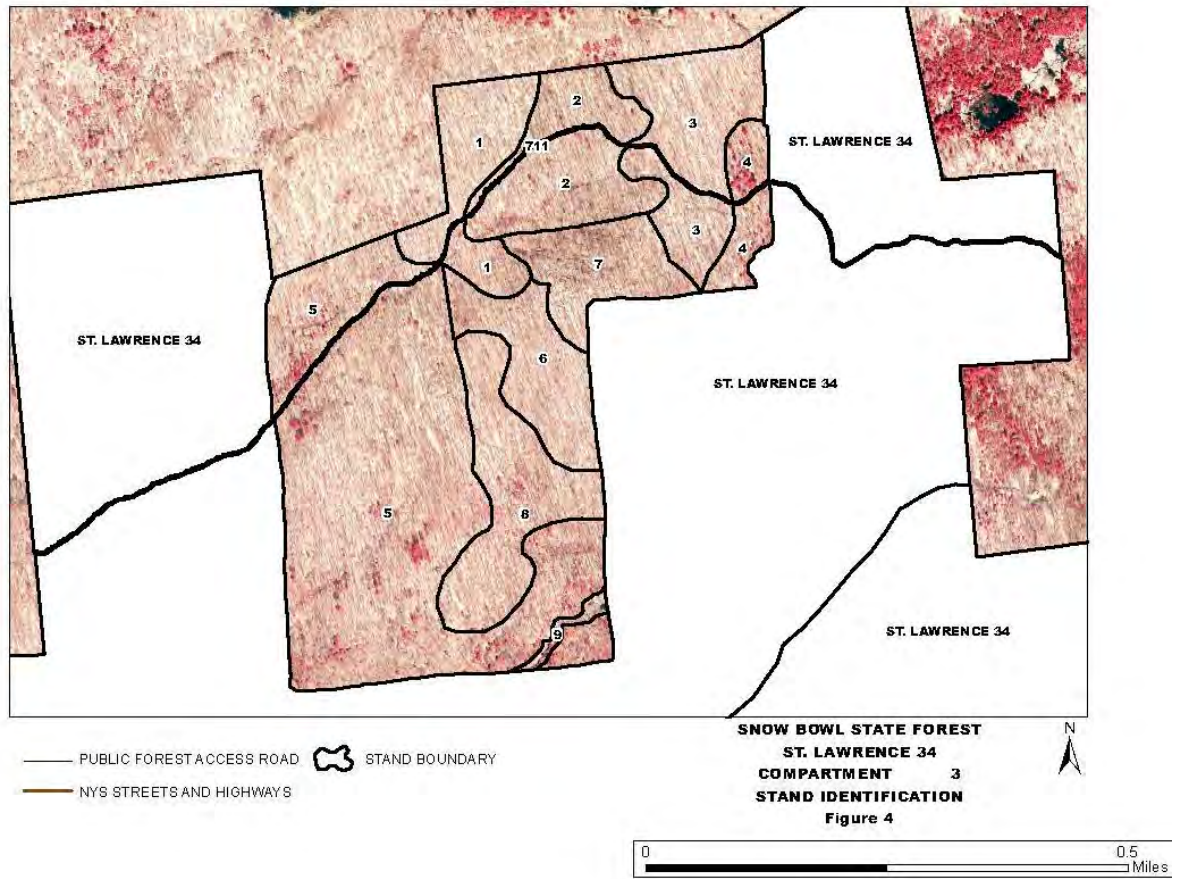 2
1
3
711
ST. LAWRENCE 34
4
2
3
4
1
7
5
ST. LAWRENCE 34
6
ST. LAWRENCE 34
5
8
9
ST. LAWRENCE 34
PUBLIC FOREST ACCESS ROAD
STAND BOUNDARY
NYS STREETS AND HIGHWAYS
SNOW BOWL STATE FOREST
ST. LAWRENCE 34
COMPARTMENT 3
STAND IDENTIFICATION
Figure 4
N
0 0.5
Miles